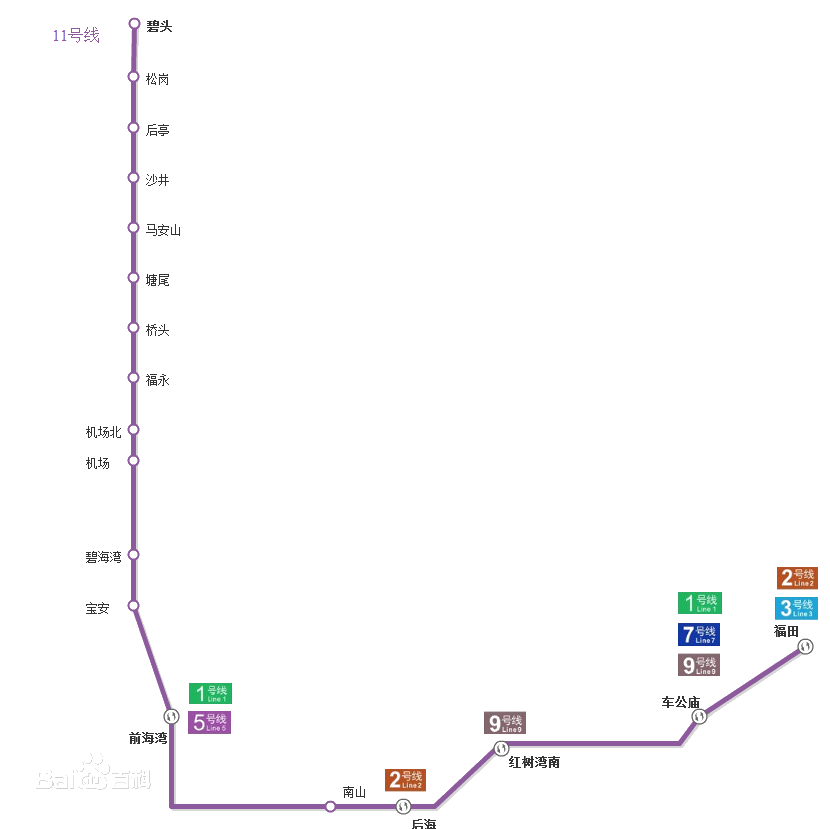 11号线
碧头
松岗
后亭
沙井
马安山
塘尾
桥头
福永
机场北
机场
碧海湾
宝安
2号线
Line2
1号线
Line 1
3号线
Line 3
7号线
Line7
福田
9号线
Line9
1号线
Line 1
车公庙
5号线
Line 5
9号线
Line9
前海湾
红树湾南
2号线
Line2
Baidu百科
南山
后海